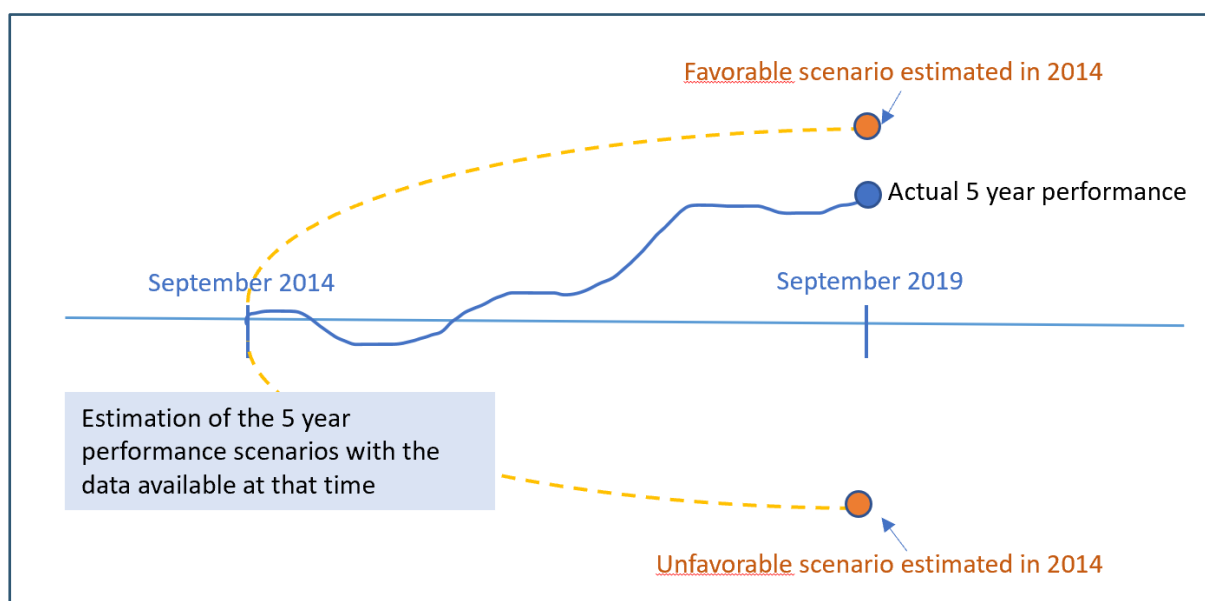 Favorable scenario estimated in 2014
Actual 5 year performance
September 2014
September 2019
Estimation of the 5 year
performance scenarios with the
data available at that time
Unfavorable scenario estimated in 2014